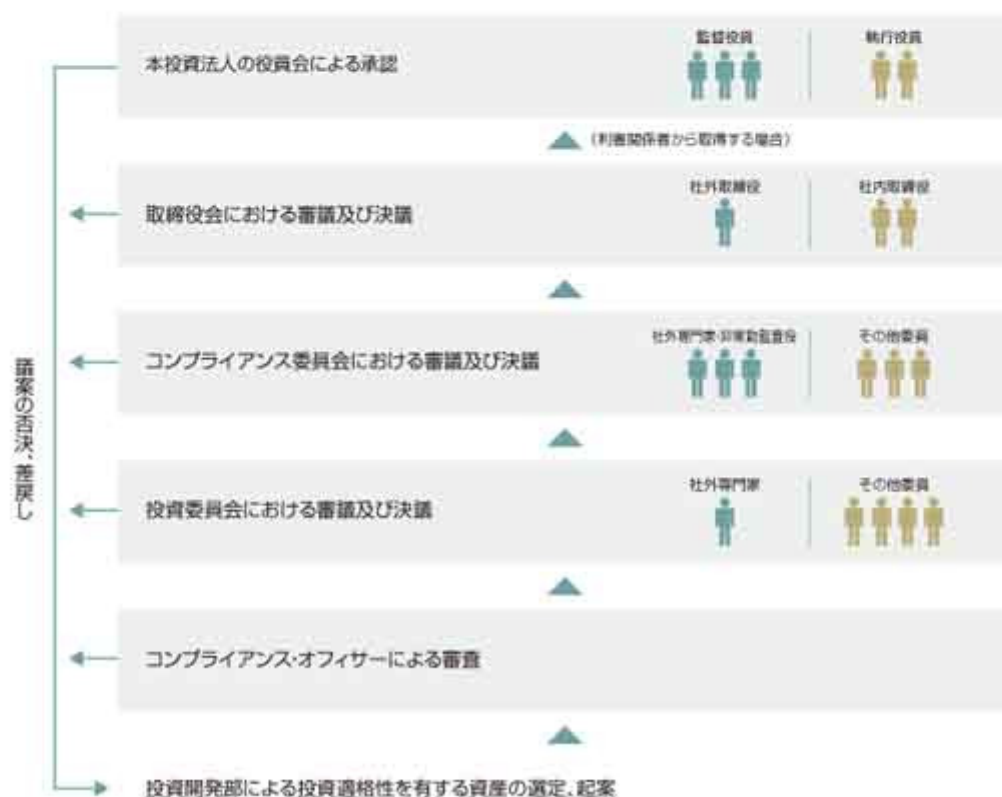 監督役員
執行役員
本投資法人の役員会による承認
(利害関係者から取得する場合)
社外取締役
社内取締役
取締役会における審議及び決議
社外専門家・非常勤監査役
その他委員
コンプライアンス委員会における審議及び決議
議案の否決、差戻し
社外専門家
その他委員
投資委員会における審議及び決議
コンプライアンス・オフィサーによる審査
投資開発部による投資適格性を有する資産の選定、起案